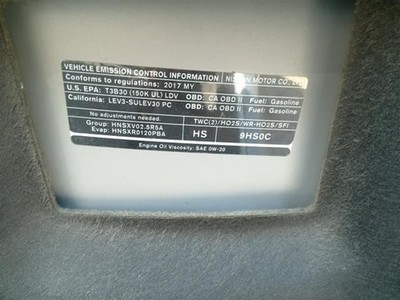 VEHICLE EMISSION CONTROL INFORMATION NISSAN MOTOR CO.,
Conforms to regulations: 2017 MY
U.S. EPA: T3B30 (150K UL) LDV OBD: CA OBD II Fuel: Gasoline
California: LEV3-SULEV30 PC OBD: CA OBD II Fuel: Gasoline
No adjustments needed.
Group: HNSXV02.5R5A TWC(2)/HO2S/WR-HO2S/SFI
Evap: HNSXR0120PBA HS 9HS0C
Engine Oil Viscosity: SAE 0W-20